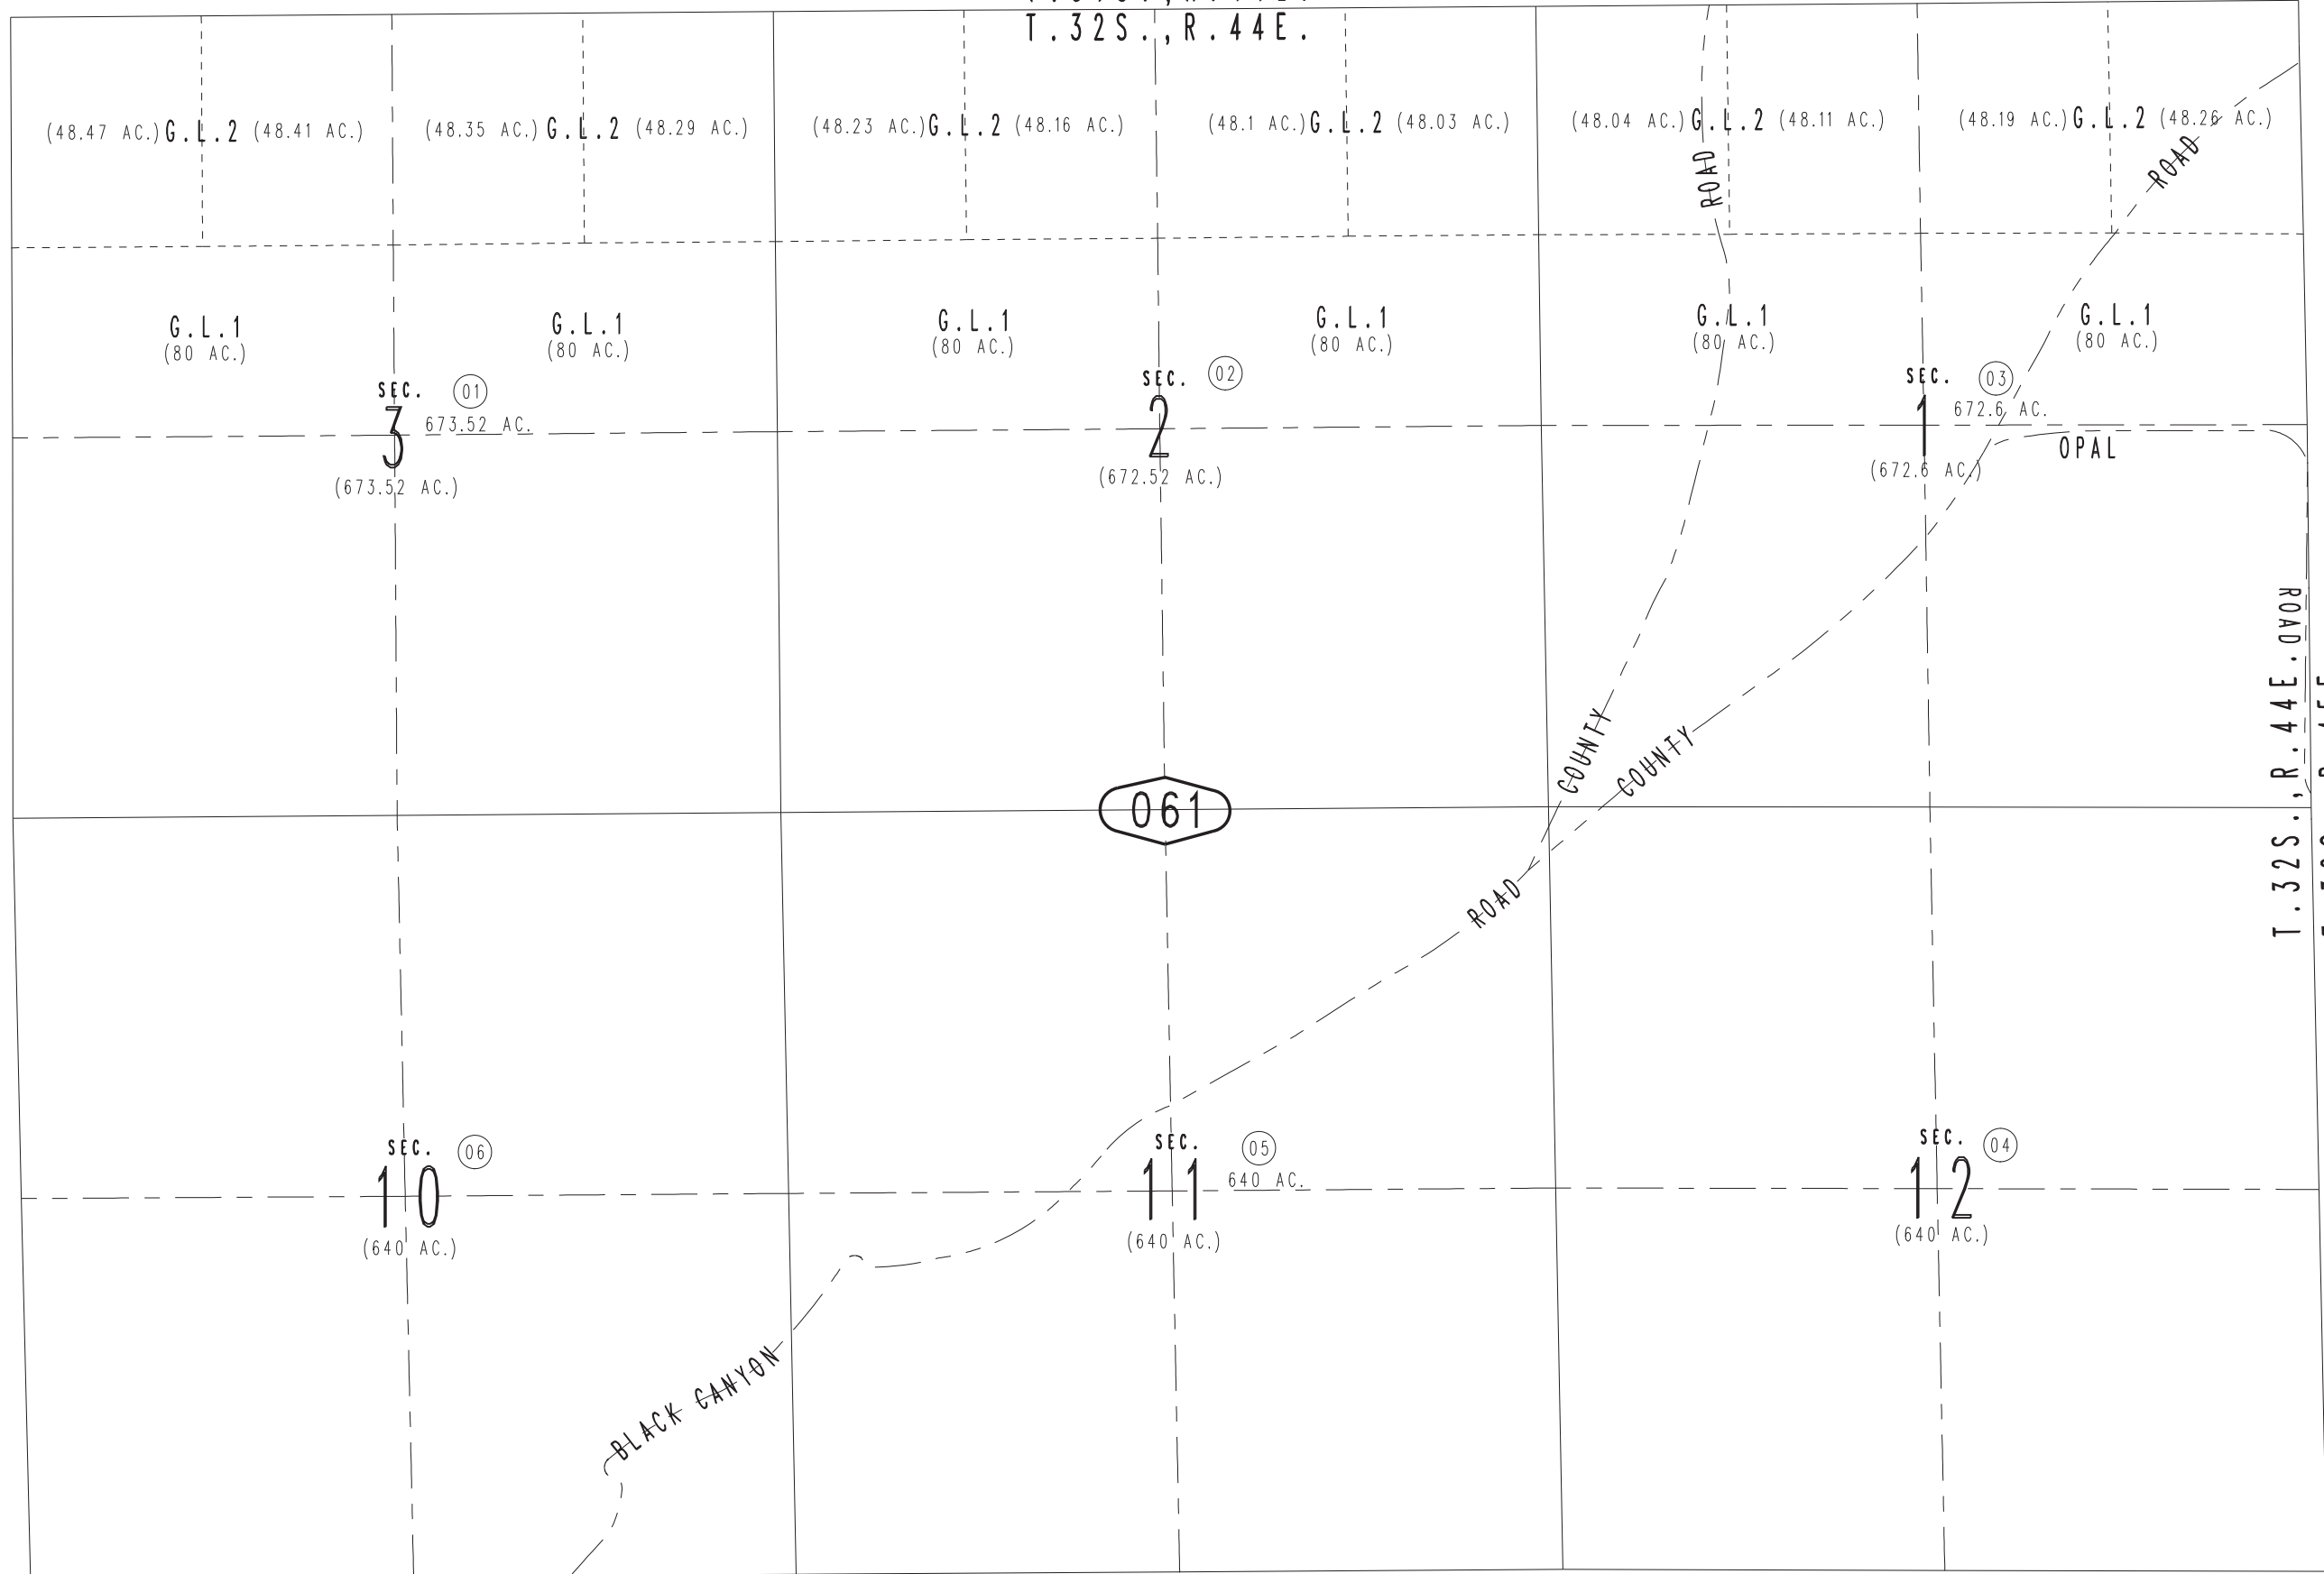 T.32S.,R.44E.
(48.47 AC.) G.L.2 (48.41 AC.)
(48.35 AC.) G.L.2 (48.29 AC.)
(48.23 AC.) G.L.2 (48.16 AC.)
(48.1 AC.) G.L.2 (48.03 AC.)
(48.04 AC.) G.L.2 (48.11 AC.)
(48.19 AC.) G.L.2 (48.26 AC.)
ROAD
ROAD
G.L.1
(80 AC.)
G.L.1
(80 AC.)
G.L.1
(80 AC.)
G.L.1
(80 AC.)
G.L.1
(80 AC.)
G.L.1
(80 AC.)
SEC. 01
3 673.52 AC.
(673.52 AC.)
SEC. 02
2
(672.52 AC.)
SEC. 03
1 672.6 AC.
(672.6 AC.)
OPAL
ROAD
T.32S.,R.44E.
COUNTY
COUNTY
061
ROAD
SEC. 06
10
(640 AC.)
SEC. 05
11 640 AC.
(640 AC.)
SEC. 04
12
(640 AC.)
BLACK CANYON